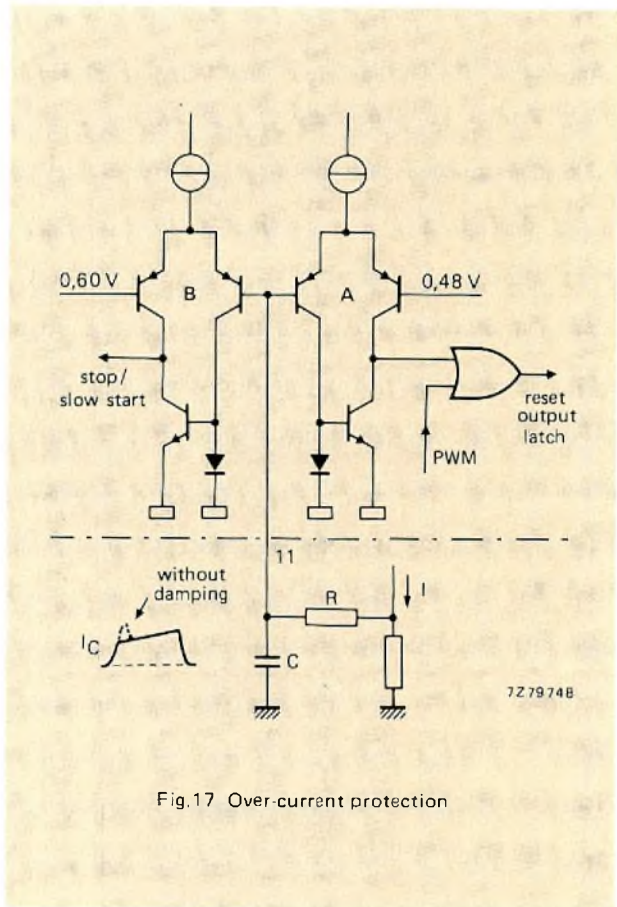 0,60 V
B
A
0,48 V
stop/
slow start
reset
output
latch
PWM
11
without
damping
R
I
IC
C
7Z79748
Fig.17 Over-current protection